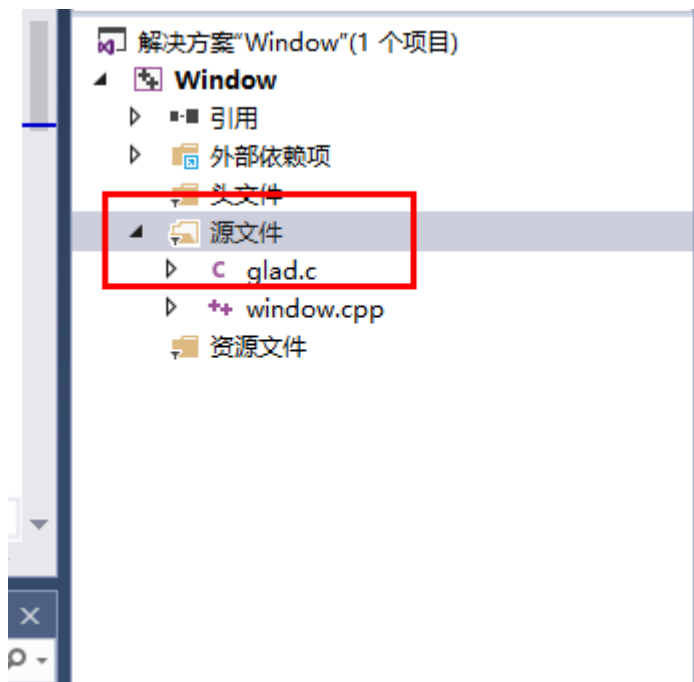 解决方案"Window"(1 个项目)
Window
引用
外部依赖项
头文件
源文件
glad.c
window.cpp
资源文件